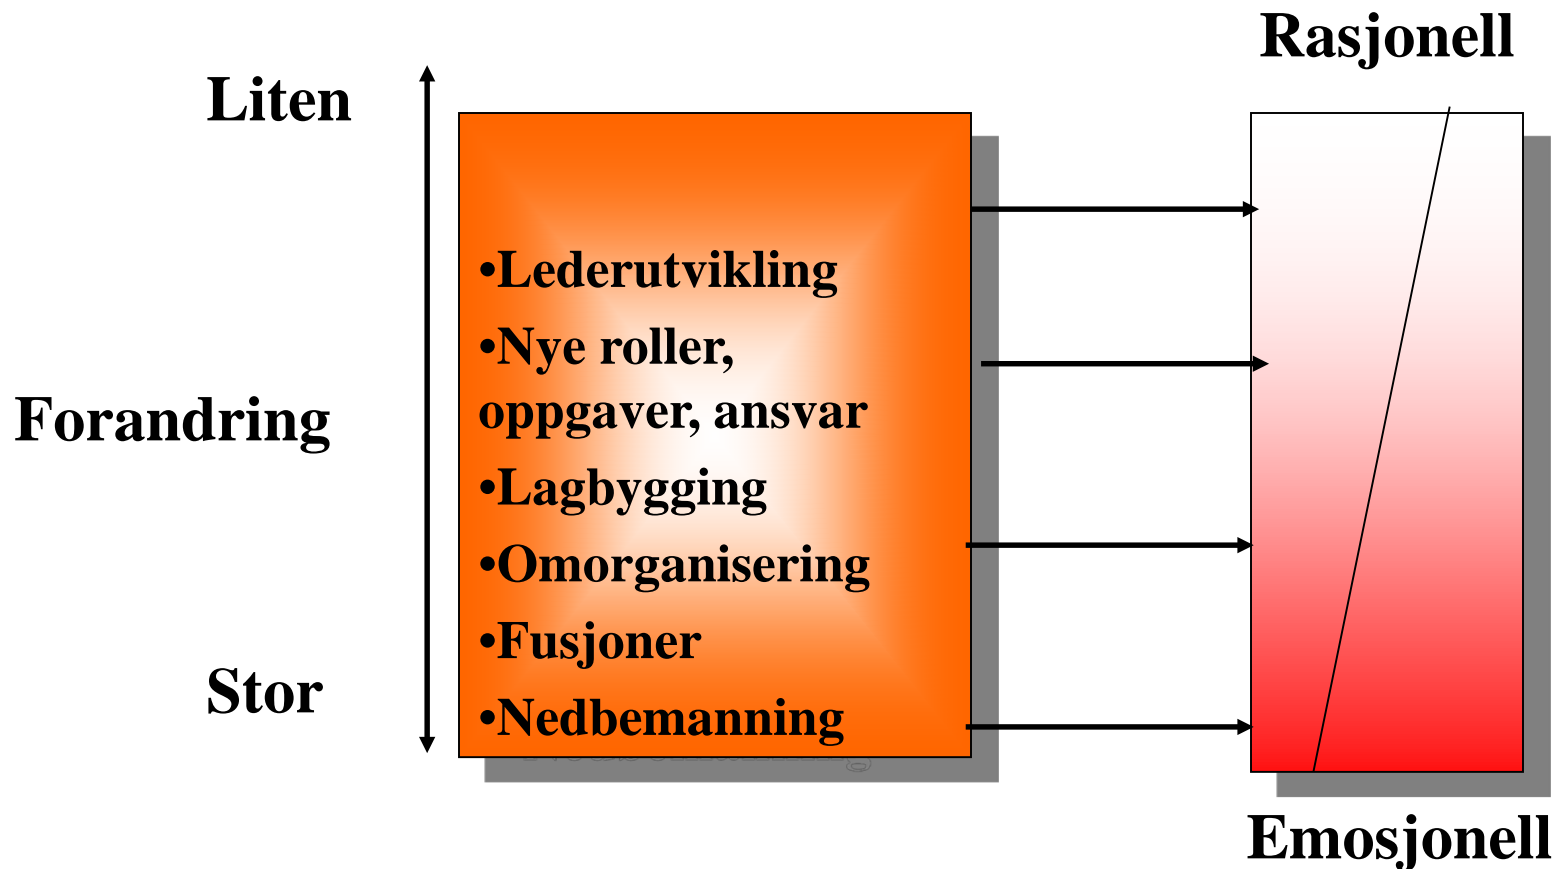 Rasjonell
Liten
•Lederutvikling
•Nye roller,
oppgaver, ansvar
Forandring
•Lagbygging
•Omorganisering
•Fusjoner
Stor
•Nedbemanning
Emosjonell